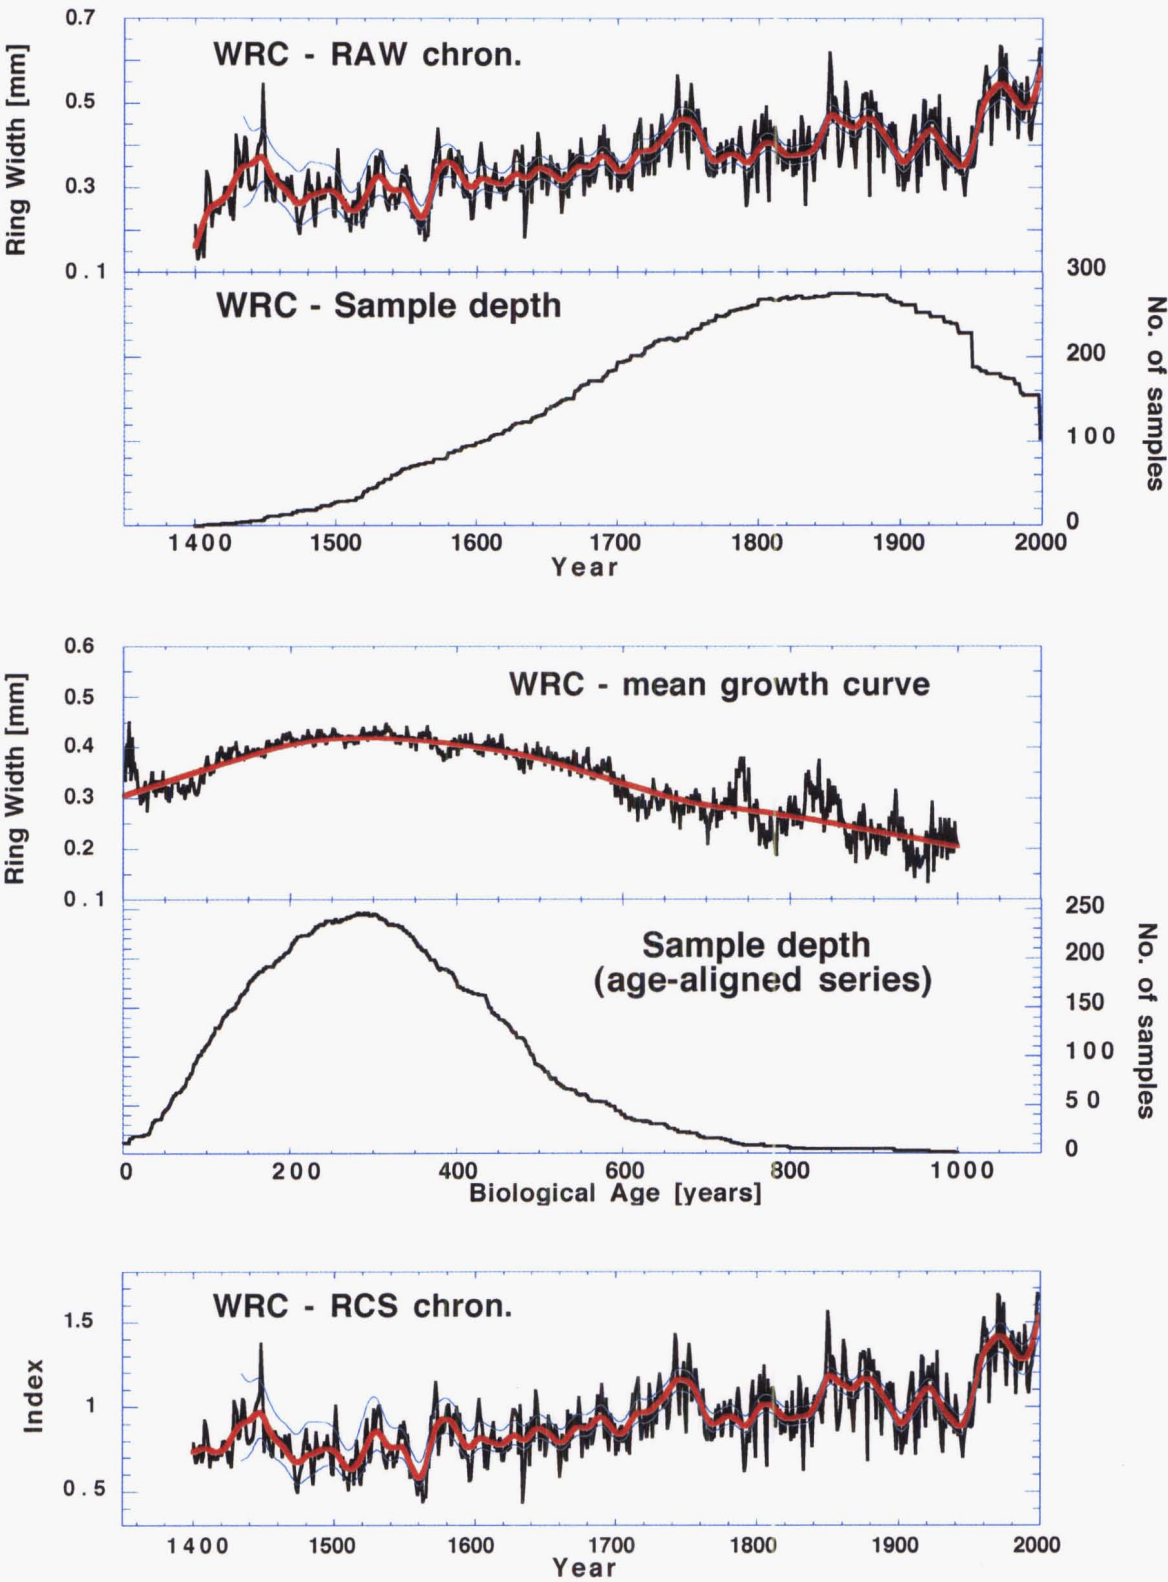 WRC - RAW chron.
Ring Width [mm]
0.7
0.5
0.3
0.1
WRC - Sample depth
No. of samples
300
200
100
0
1400 1500 1600 1700 1800 1900 2000
Year
WRC - mean growth curve
Ring Width [mm]
0.6
0.5
0.4
0.3
0.2
0.1
Sample depth
(age-aligned series)
No. of samples
250
200
150
100
50
0
0 200 400 600 800 1000
Biological Age [years]
WRC - RCS chron.
Index
1.5
1
0.5
1400 1500 1600 1700 1800 1900 2000
Year